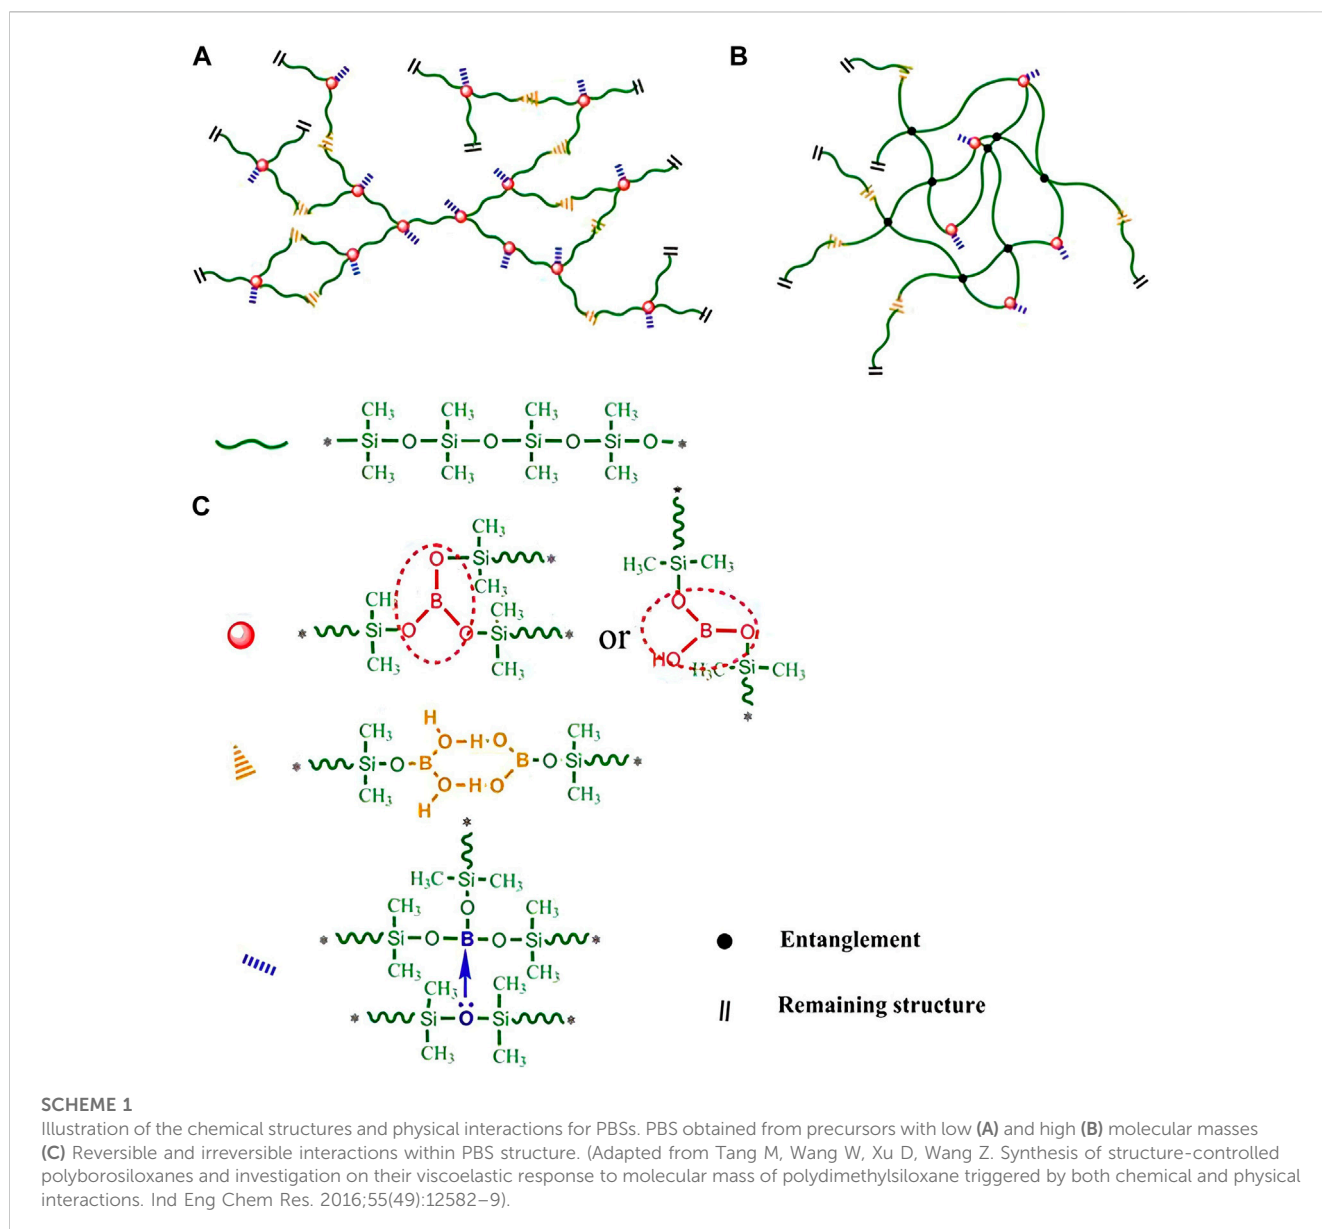 A
B
CH₃ CH₃ CH₃ CH₃
* Si O Si O Si O Si O *
CH₃ CH₃ CH₃ CH₃
C
CH₃
O Si *
CH₃
CH₃ B CH₃
* Si O O Si *
CH₃ CH₃
or
*
H₃C Si CH₃
O
B O
HO
H₃C Si CH₃
*
H
CH₃ O H O CH₃
* Si O B B O Si *
CH₃ O H O CH₃
H
*
H₃C Si CH₃
CH₃ O CH₃
* Si O B O Si *
CH₃ CH₃
CH₃ CH₃
* Si O Si *
CH₃ CH₃
Entanglement
Remaining structure
SCHEME 1
Illustration of the chemical structures and physical interactions for PBSs. PBS obtained from precursors with low (A) and high (B) molecular masses
(C) Reversible and irreversible interactions within PBS structure. (Adapted from Tang M, Wang W, Xu D, Wang Z. Synthesis of structure-controlled
polyborosiloxanes and investigation on their viscoelastic response to molecular mass of polydimethylsiloxane triggered by both chemical and physical
interactions. Ind Eng Chem Res. 2016;55(49):12582–9).